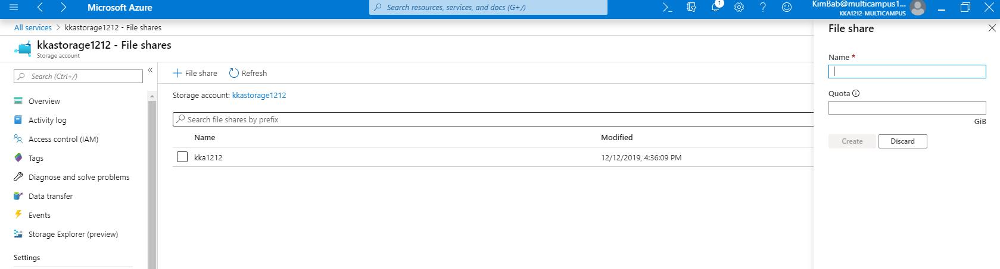 Microsoft Azure
Search resources, services, and docs (G+/)
1
KimBab@multicampus1...
KKA1212-MULTICAMPUS
All services > kkastorage1212 - File shares
kkastorage1212 - File shares
Storage account
Search (Ctrl+/)
Overview
Activity log
Access control (IAM)
Tags
Diagnose and solve problems
Data transfer
Events
Storage Explorer (preview)
Settings
+ File share
Refresh
Storage account: kkastorage1212
Search file shares by prefix
Name Modified
kka1212 12/12/2019, 4:36:09 PM
File share
Name *
Quota
GiB
Create Discard